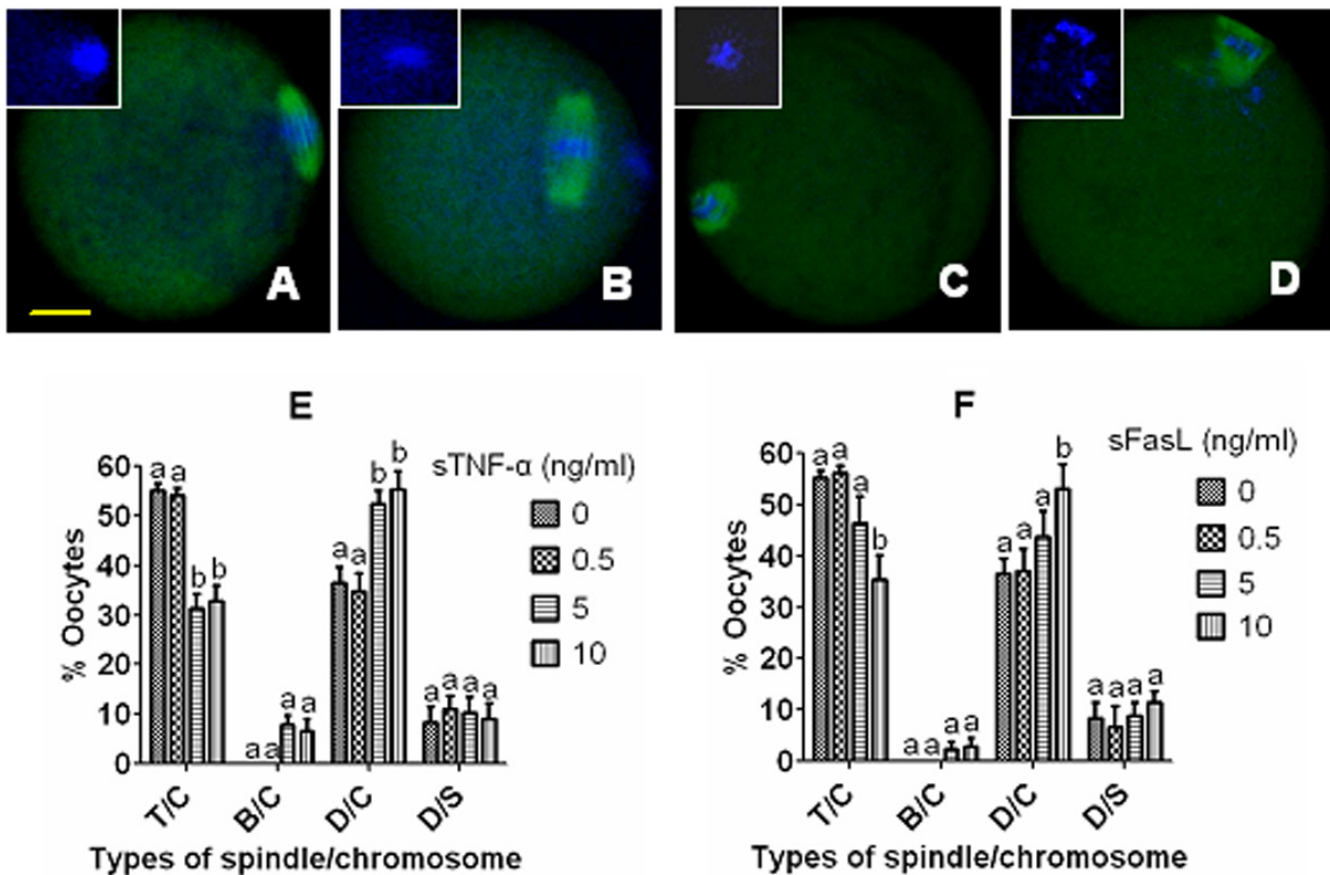 A
B
C
D
E
sTNF-α (ng/ml)
0
0.5
5
10
% Oocytes
60
50
40
30
20
10
0
a a b b
a a a a
a a b b
a a a a
T/C B/C D/C D/S
Types of spindle/chromosome
F
sFasL (ng/ml)
0
0.5
5
10
% Oocytes
60
50
40
30
20
10
0
a a a b
a a a a
a a a b
a a a a
T/C B/C D/C D/S
Types of spindle/chromosome